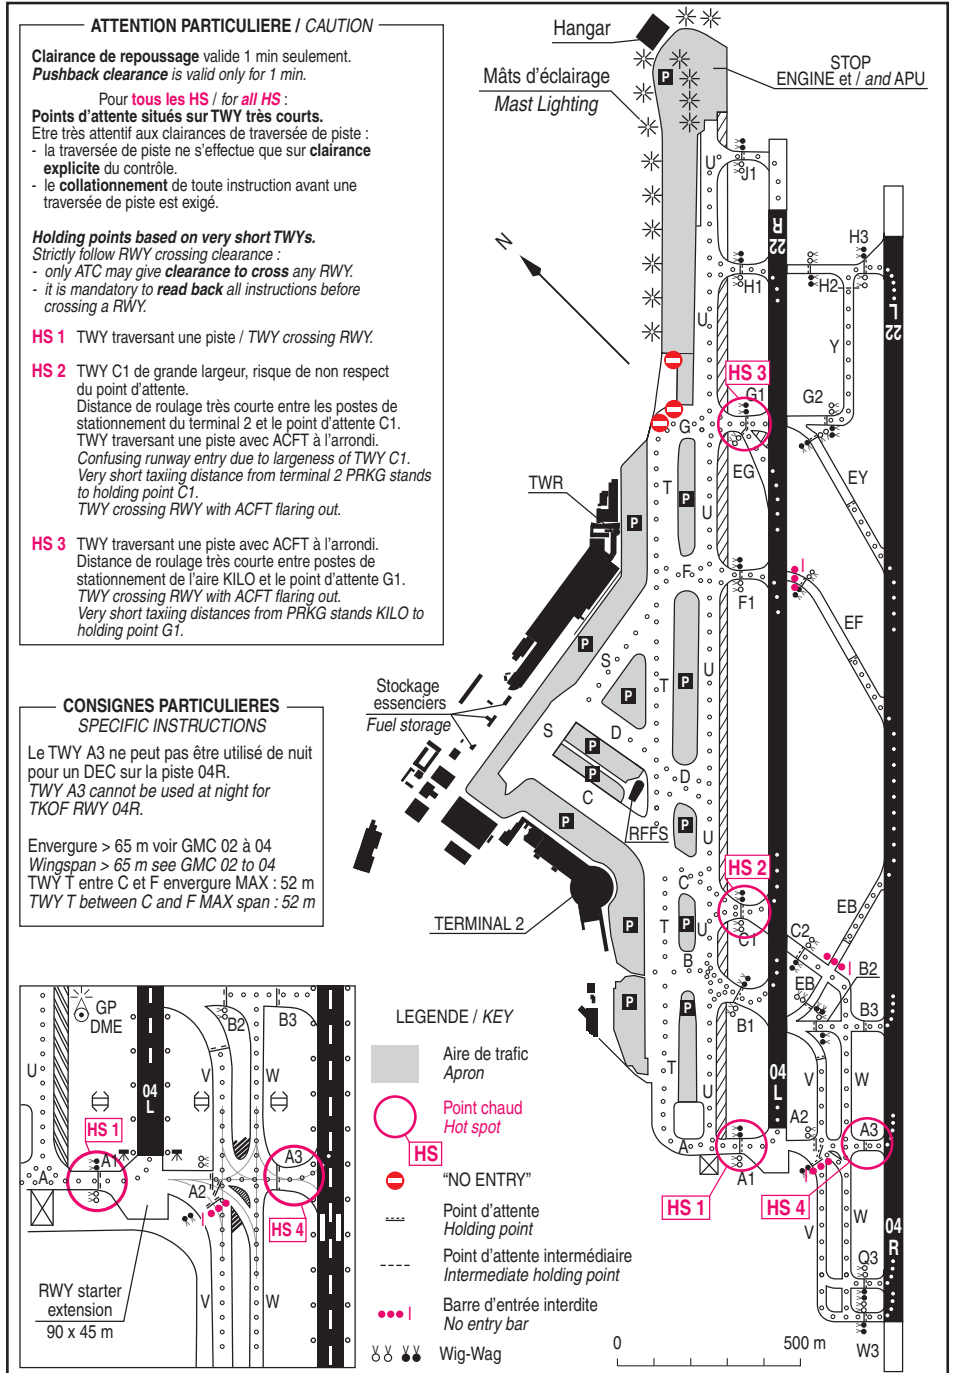 ATTENTION PARTICULIERE / CAUTION
Clairance de repoussage valide 1 min seulement.
Pushback clearance is valid only for 1 min.
Pour tous les HS / for all HS :
Points d'attente situés sur TWY très courts.
Etre très attentif aux clairances de traversée de piste :
- la traversée de piste ne s'effectue que sur clairance
explicite du contrôle.
- le collationnement de toute instruction avant une
traversée de piste est exigé.
Holding points based on very short TWYs.
Strictly follow RWY crossing clearance :
- only ATC may give clearance to cross any RWY.
- it is mandatory to read back all instructions before
crossing a RWY.
HS 1 TWY traversant une piste / TWY crossing RWY.
HS 2 TWY C1 de grande largeur, risque de non respect
du point d'attente.
Distance de roulage très courte entre les postes de
stationnement du terminal 2 et le point d'attente C1.
TWY traversant une piste avec ACFT à l'arrondi.
Confusing runway entry due to largeness of TWY C1.
Very short taxiing distance from terminal 2 PRKG stands
to holding point C1.
TWY crossing RWY with ACFT flaring out.
HS 3 TWY traversant une piste avec ACFT à l'arrondi.
Distance de roulage très courte entre postes de
stationnement de l'aire KILO et le point d'attente G1.
TWY crossing RWY with ACFT flaring out.
Very short taxiing distances from PRKG stands KILO to
holding point G1.
CONSIGNES PARTICULIERES
SPECIFIC INSTRUCTIONS
Le TWY A3 ne peut pas être utilisé de nuit
pour un DEC sur la piste 04R.
TWY A3 cannot be used at night for
TKOF RWY 04R.
Envergure > 65 m voir GMC 02 à 04
Wingspan > 65 m see GMC 02 to 04
TWY T entre C et F envergure MAX : 52 m
TWY T between C and F MAX span : 52 m
Hangar
Mâts d'éclairage
Mast Lighting
P
STOP
ENGINE et / and APU
N
U
J1
22
R
H3
H1
H2
22
L
U
Y
HS 3
G1
G2
G
EG
EY
TWR
T
P
P
U
F
F1
I
EF
P
S
T
P
P
U
Stockage
essenciers
Fuel storage
S
D
P
P
C
D
P
U
RFFS
P
TERMINAL 2
HS 2
C
C1
C2
EB
P
T
P
U
B
I
EB
B2
P
P
B1
B3
T
U
04
L
V
W
A
A1
A2
A3
HS 1
HS 4
I
V
W
04
R
Q3
W3
0 500 m
GP
DME
B2
B3
U
V
W
04
L
HS 1
A
A1
A2
A3
I
HS 4
V
W
RWY starter
extension
90 x 45 m
LEGENDE / KEY
Aire de trafic
Apron
Point chaud
Hot spot
HS
"NO ENTRY"
Point d'attente
Holding point
Point d'attente intermédiaire
Intermediate holding point
I
Barre d'entrée interdite
No entry bar
Wig-Wag